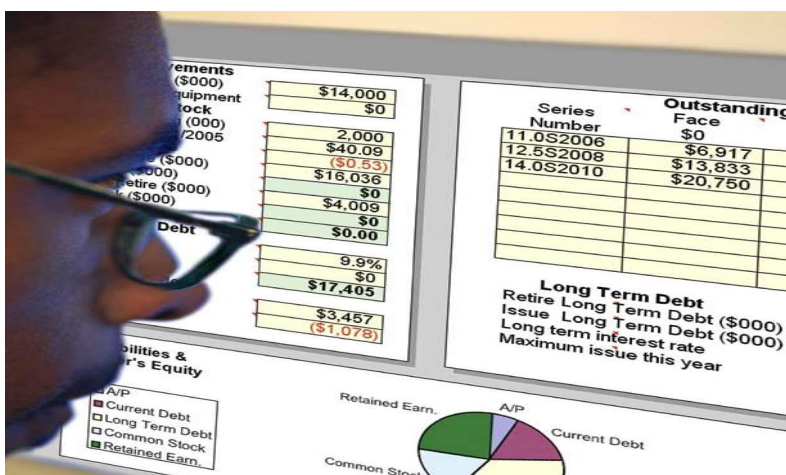 vements
($000)
$14,000
quipment
$0
tock
(000)
2,000
/2005
$40.09
($0.53)
($000)
$16,036
($000)
$0
etire ($000)
$4,009
k ($000)
$0
$0.00
Debt
9.9%
$0
$17,405
$3,457
($1,078)
Outstanding
Series
Number
Face
$0
11.0S2006 $6,917
12.5S2008 $13,833
14.0S2010 $20,750
Long Term Debt
Retire Long Term Debt ($000)
Issue Long Term Debt ($000)
Long term interest rate
Maximum issue this year
bilities &
r's Equity
A/P
Current Debt
Long Term Debt
Common Stock
Retained Earn.
Retained Earn.
A/P
Current Debt
Common Stock